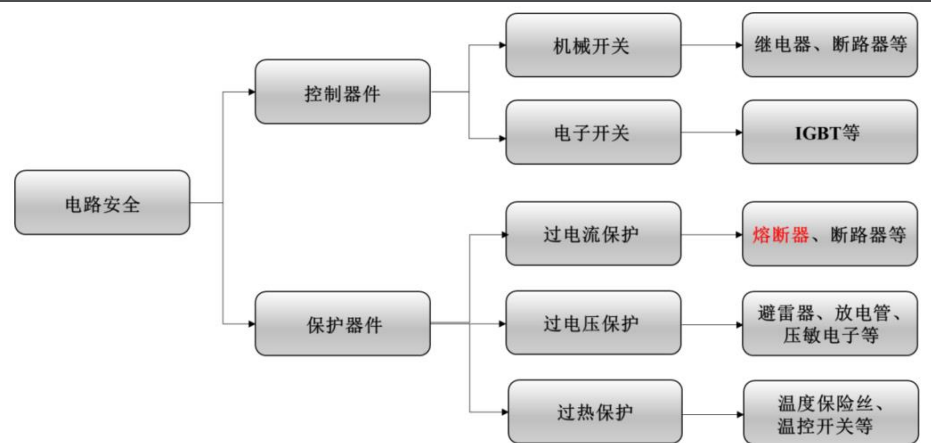 电路安全
控制器件
机械开关
继电器、断路器等
电子开关
IGBT等
保护器件
过电流保护
熔断器、断路器等
过电压保护
避雷器、放电管、
压敏电子等
过热保护
温度保险丝、
温控开关等